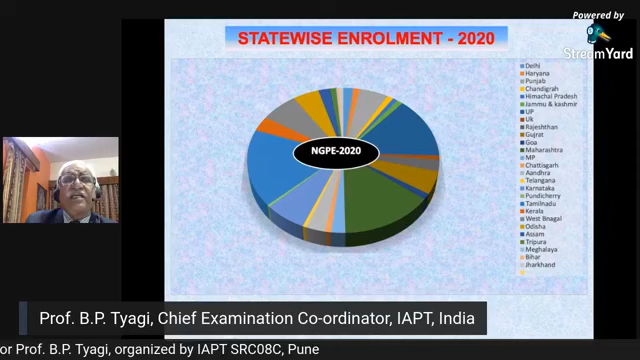 Powered by
StreamYard
STATEWISE ENROLMENT - 2020
NGPE-2020
Delhi
Haryana
Punjab
Chandigrah
Himachal Pradesh
Jammu & kashmir
UP
Uk
Rajeshthan
Gujrat
Goa
Maharashtra
MP
Chattisgarh
Aandhra
Telangana
Karnataka
Pundicherry
Tamilnadu
Kerala
West Bnagal
Odisha
Assam
Tripura
Meghalaya
Bihar
Jharkhand
Prof. B.P. Tyagi, Chief Examination Co-ordinator, IAPT, India
or Prof. B.P. Tyagi, organized by IAPT SRC08C, Pune